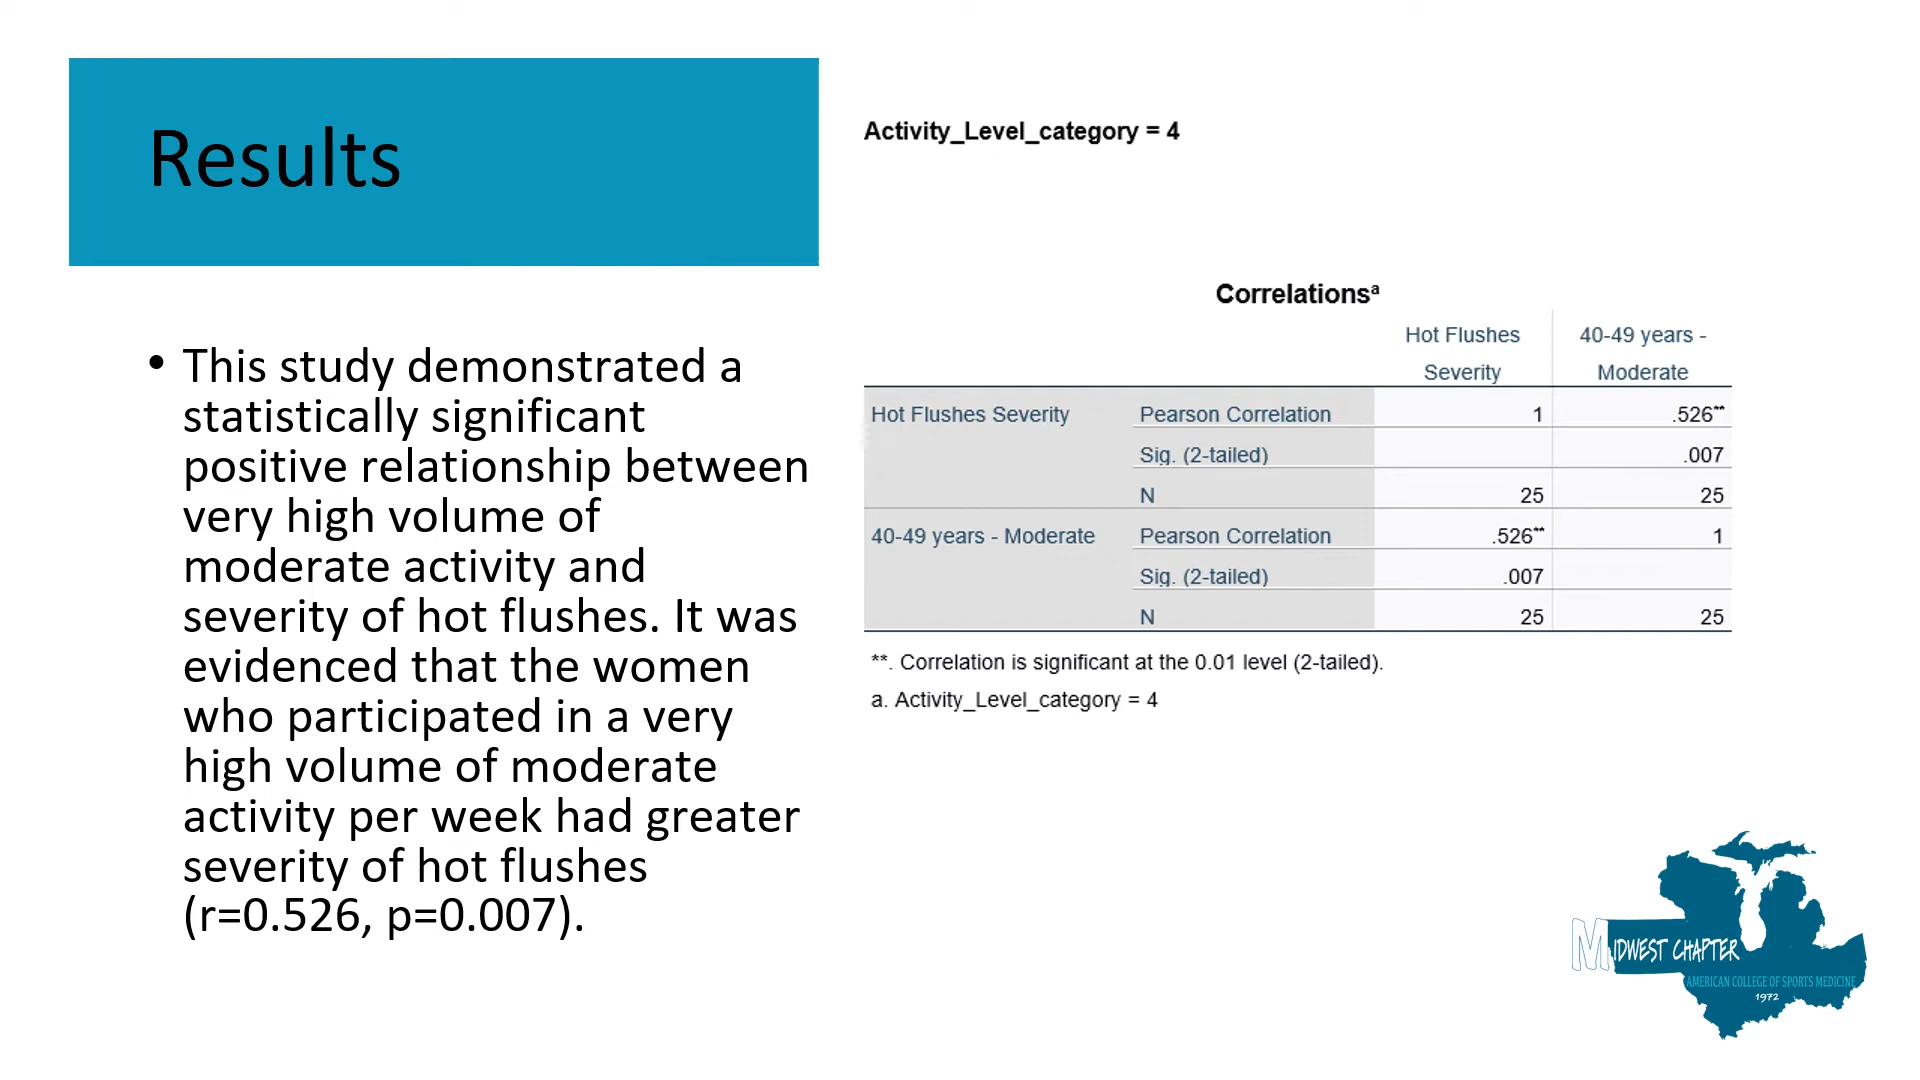 Results
• This study demonstrated a
statistically significant
positive relationship between
very high volume of
moderate activity and
severity of hot flushes. It was
evidenced that the women
who participated in a very
high volume of moderate
activity per week had greater
severity of hot flushes
(r=0.526, p=0.007).
Activity_Level_category = 4
Correlationsᵃ
Hot Flushes Severity
40-49 years - Moderate
Hot Flushes Severity Pearson Correlation 1 .526**
Sig. (2-tailed) .007
N 25 25
40-49 years - Moderate Pearson Correlation .526** 1
Sig. (2-tailed) .007
N 25 25
**. Correlation is significant at the 0.01 level (2-tailed).
a. Activity_Level_category = 4
MIDWEST CHAPTER
AMERICAN COLLEGE OF SPORTS MEDICINE
1972